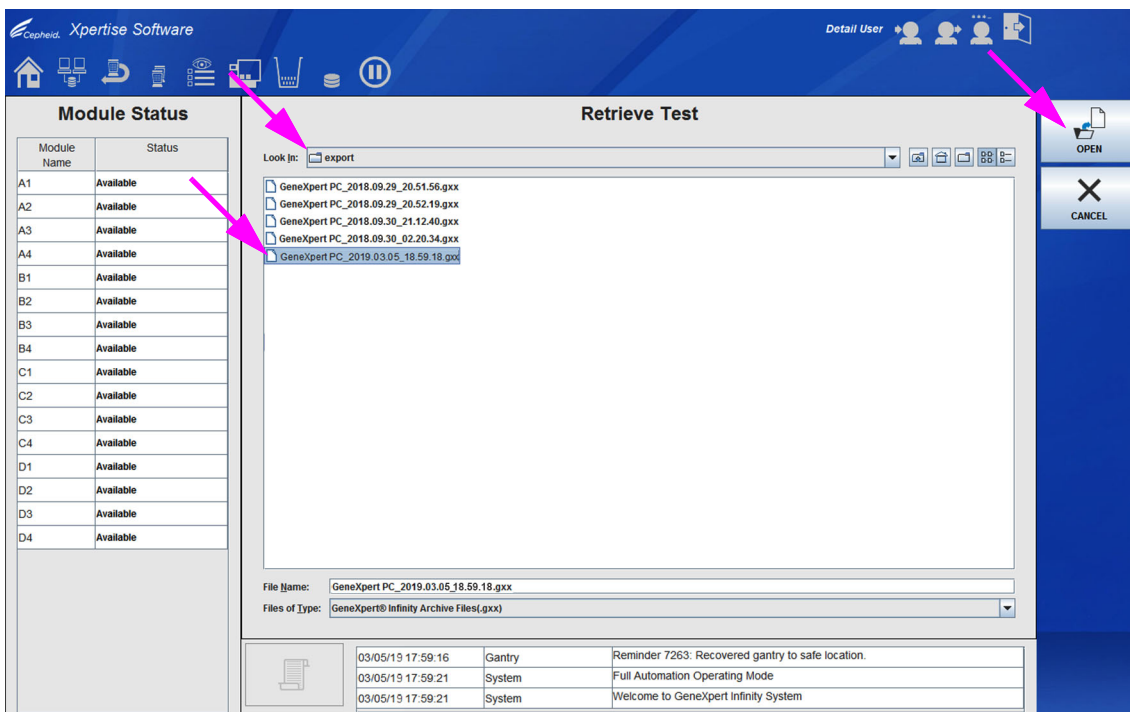 Cepheid. Xpertise Software
Detail User
Module Status
Module Name Status
A1 Available
A2 Available
A3 Available
A4 Available
B1 Available
B2 Available
B3 Available
B4 Available
C1 Available
C2 Available
C3 Available
C4 Available
D1 Available
D2 Available
D3 Available
D4 Available
Retrieve Test
Look In: export
GeneXpert PC_2018.09.29_20.51.56.gxx
GeneXpert PC_2018.09.29_20.52.19.gxx
GeneXpert PC_2018.09.30_21.12.40.gxx
GeneXpert PC_2018.09.30_02.20.34.gxx
GeneXpert PC_2019.03.05_18.59.18.gxx
File Name: GeneXpert PC_2019.03.05_18.59.18.gxx
Files of Type: GeneXpert® Infinity Archive Files(.gxx)
03/05/19 17:59:16 Gantry Reminder 7263: Recovered gantry to safe location.
03/05/19 17:59:21 System Full Automation Operating Mode
03/05/19 17:59:21 System Welcome to GeneXpert Infinity System
OPEN
CANCEL